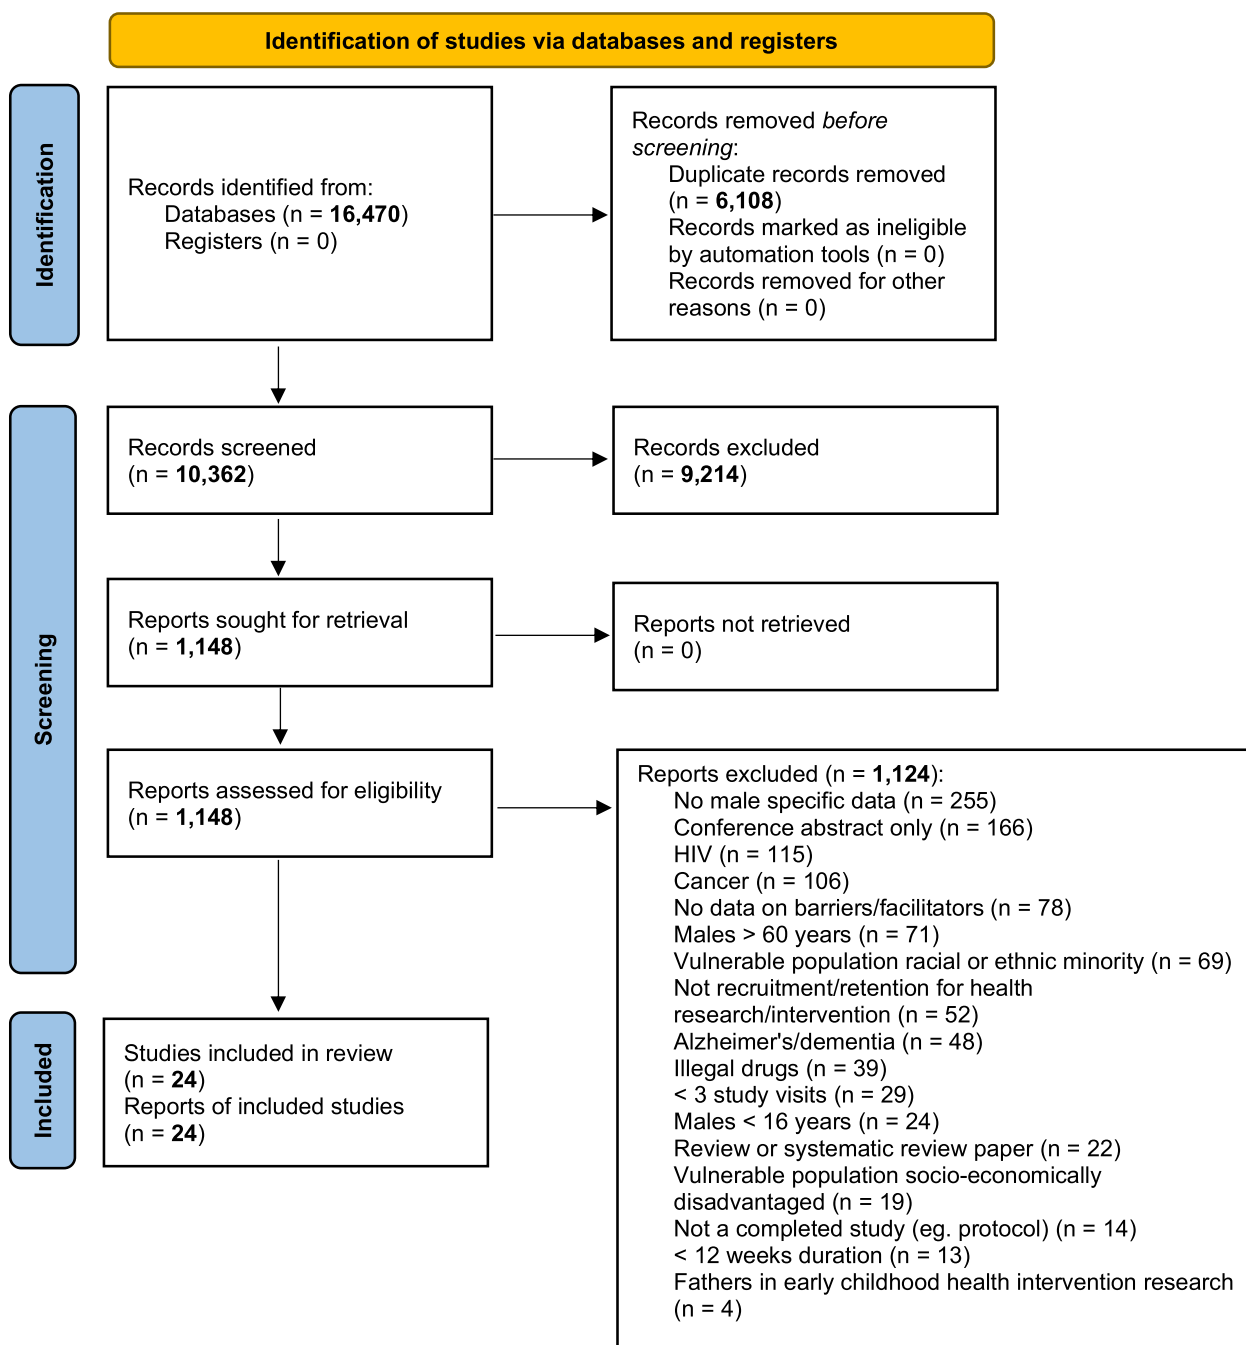 Identification of studies via databases and registers
Identification
Records identified from:
Databases (n = 16,470)
Registers (n = 0)
Records removed before
screening:
Duplicate records removed
(n = 6,108)
Records marked as ineligible
by automation tools (n = 0)
Records removed for other
reasons (n = 0)
Screening
Records screened
(n = 10,362)
Records excluded
(n = 9,214)
Reports sought for retrieval
(n = 1,148)
Reports not retrieved
(n = 0)
Reports assessed for eligibility
(n = 1,148)
Reports excluded (n = 1,124):
No male specific data (n = 255)
Conference abstract only (n = 166)
HIV (n = 115)
Cancer (n = 106)
No data on barriers/facilitators (n = 78)
Males > 60 years (n = 71)
Vulnerable population racial or ethnic minority (n = 69)
Not recruitment/retention for health
research/intervention (n = 52)
Alzheimer's/dementia (n = 48)
Illegal drugs (n = 39)
< 3 study visits (n = 29)
Males < 16 years (n = 24)
Review or systematic review paper (n = 22)
Vulnerable population socio-economically
disadvantaged (n = 19)
Not a completed study (eg. protocol) (n = 14)
< 12 weeks duration (n = 13)
Fathers in early childhood health intervention research
(n = 4)
Included
Studies included in review
(n = 24)
Reports of included studies
(n = 24)